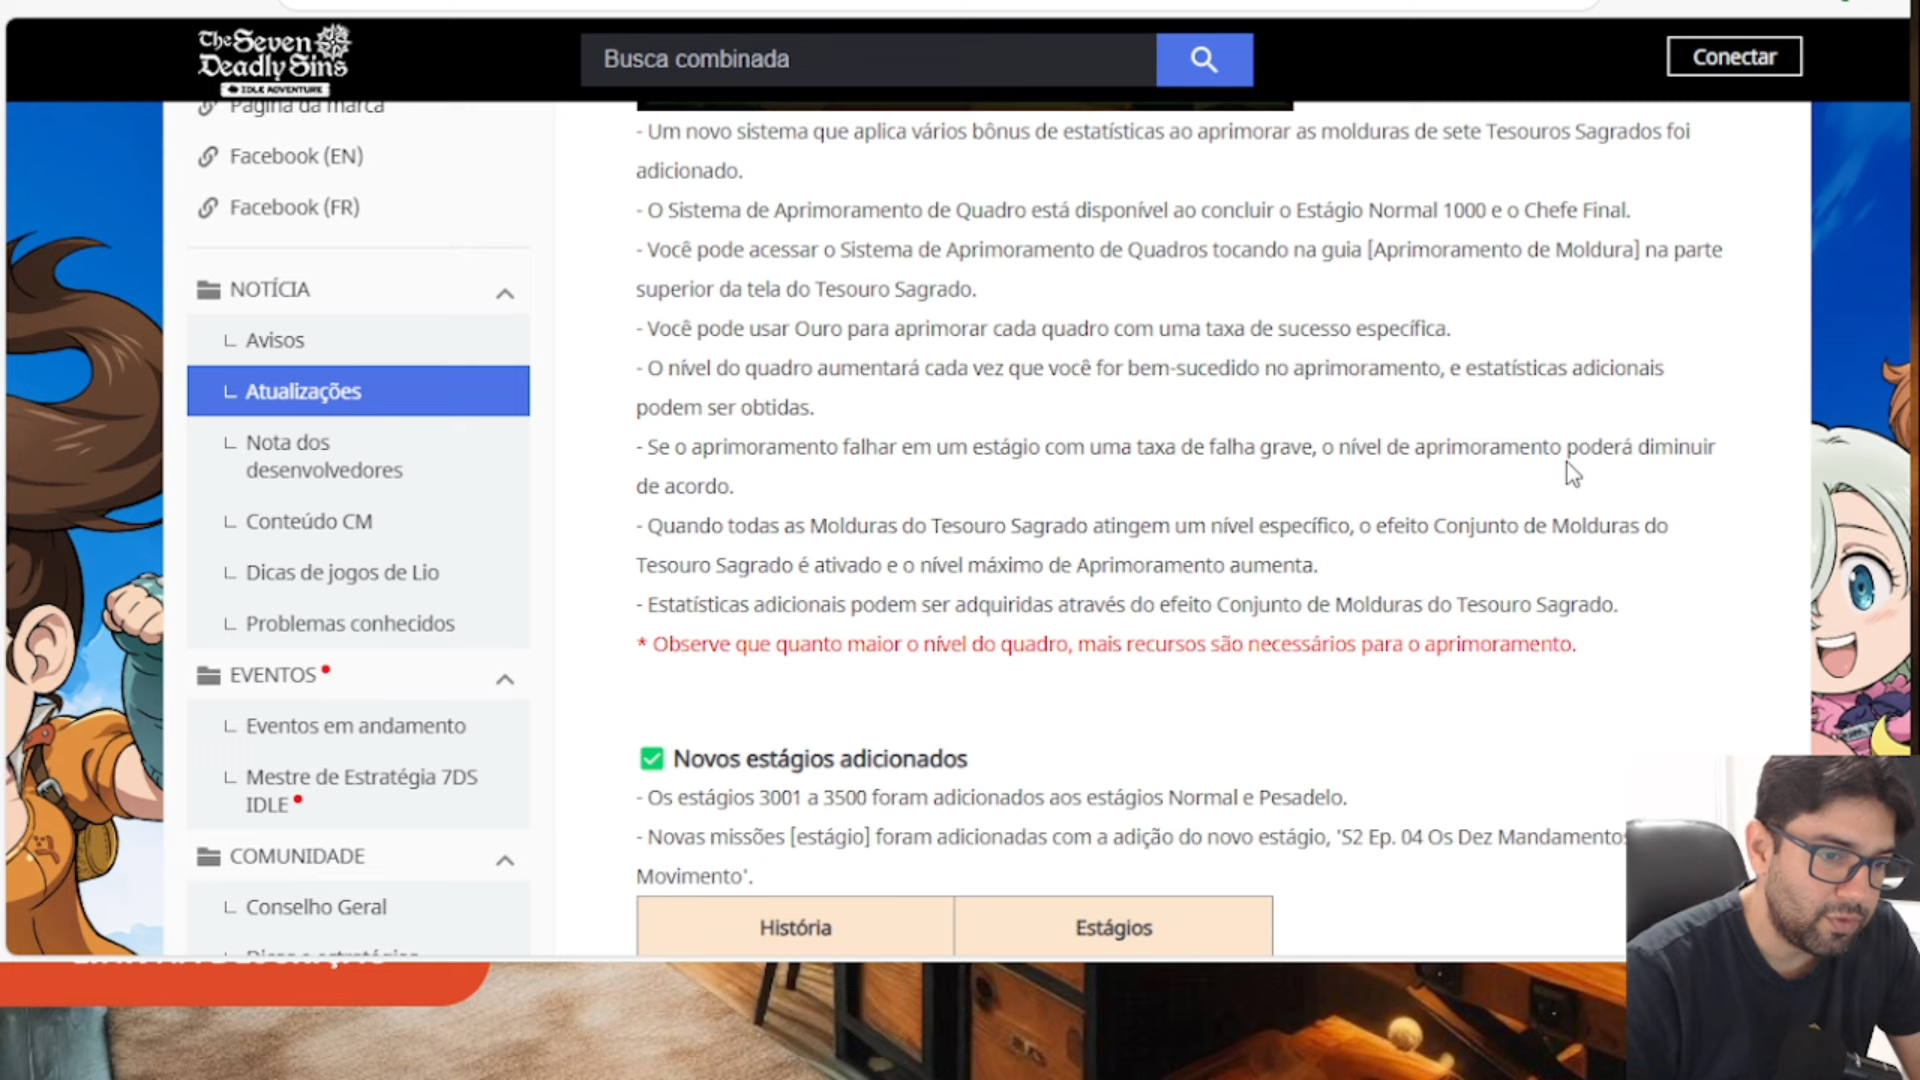 The Seven
Deadly Sins
IDLE ADVENTURE
Busca combinada
Conectar
Página da marca
Facebook (EN)
Facebook (FR)
NOTÍCIA
Avisos
Atualizações
Nota dos
desenvolvedores
Conteúdo CM
Dicas de jogos de Lio
Problemas conhecidos
EVENTOS
Eventos em andamento
Mestre de Estratégia 7DS
IDLE
COMUNIDADE
Conselho Geral
- Um novo sistema que aplica vários bônus de estatísticas ao aprimorar as molduras de sete Tesouros Sagrados foi
adicionado.
- O Sistema de Aprimoramento de Quadro está disponível ao concluir o Estágio Normal 1000 e o Chefe Final.
- Você pode acessar o Sistema de Aprimoramento de Quadros tocando na guia [Aprimoramento de Moldura] na parte
superior da tela do Tesouro Sagrado.
- Você pode usar Ouro para aprimorar cada quadro com uma taxa de sucesso específica.
- O nível do quadro aumentará cada vez que você for bem-sucedido no aprimoramento, e estatísticas adicionais
podem ser obtidas.
- Se o aprimoramento falhar em um estágio com uma taxa de falha grave, o nível de aprimoramento poderá diminuir
de acordo.
- Quando todas as Molduras do Tesouro Sagrado atingem um nível específico, o efeito Conjunto de Molduras do
Tesouro Sagrado é ativado e o nível máximo de Aprimoramento aumenta.
- Estatísticas adicionais podem ser adquiridas através do efeito Conjunto de Molduras do Tesouro Sagrado.
* Observe que quanto maior o nível do quadro, mais recursos são necessários para o aprimoramento.
Novos estágios adicionados
- Os estágios 3001 a 3500 foram adicionados aos estágios Normal e Pesadelo.
- Novas missões [estágio] foram adicionadas com a adição do novo estágio, 'S2 Ep. 04 Os Dez Mandamentos
Movimento'.
História
Estágios